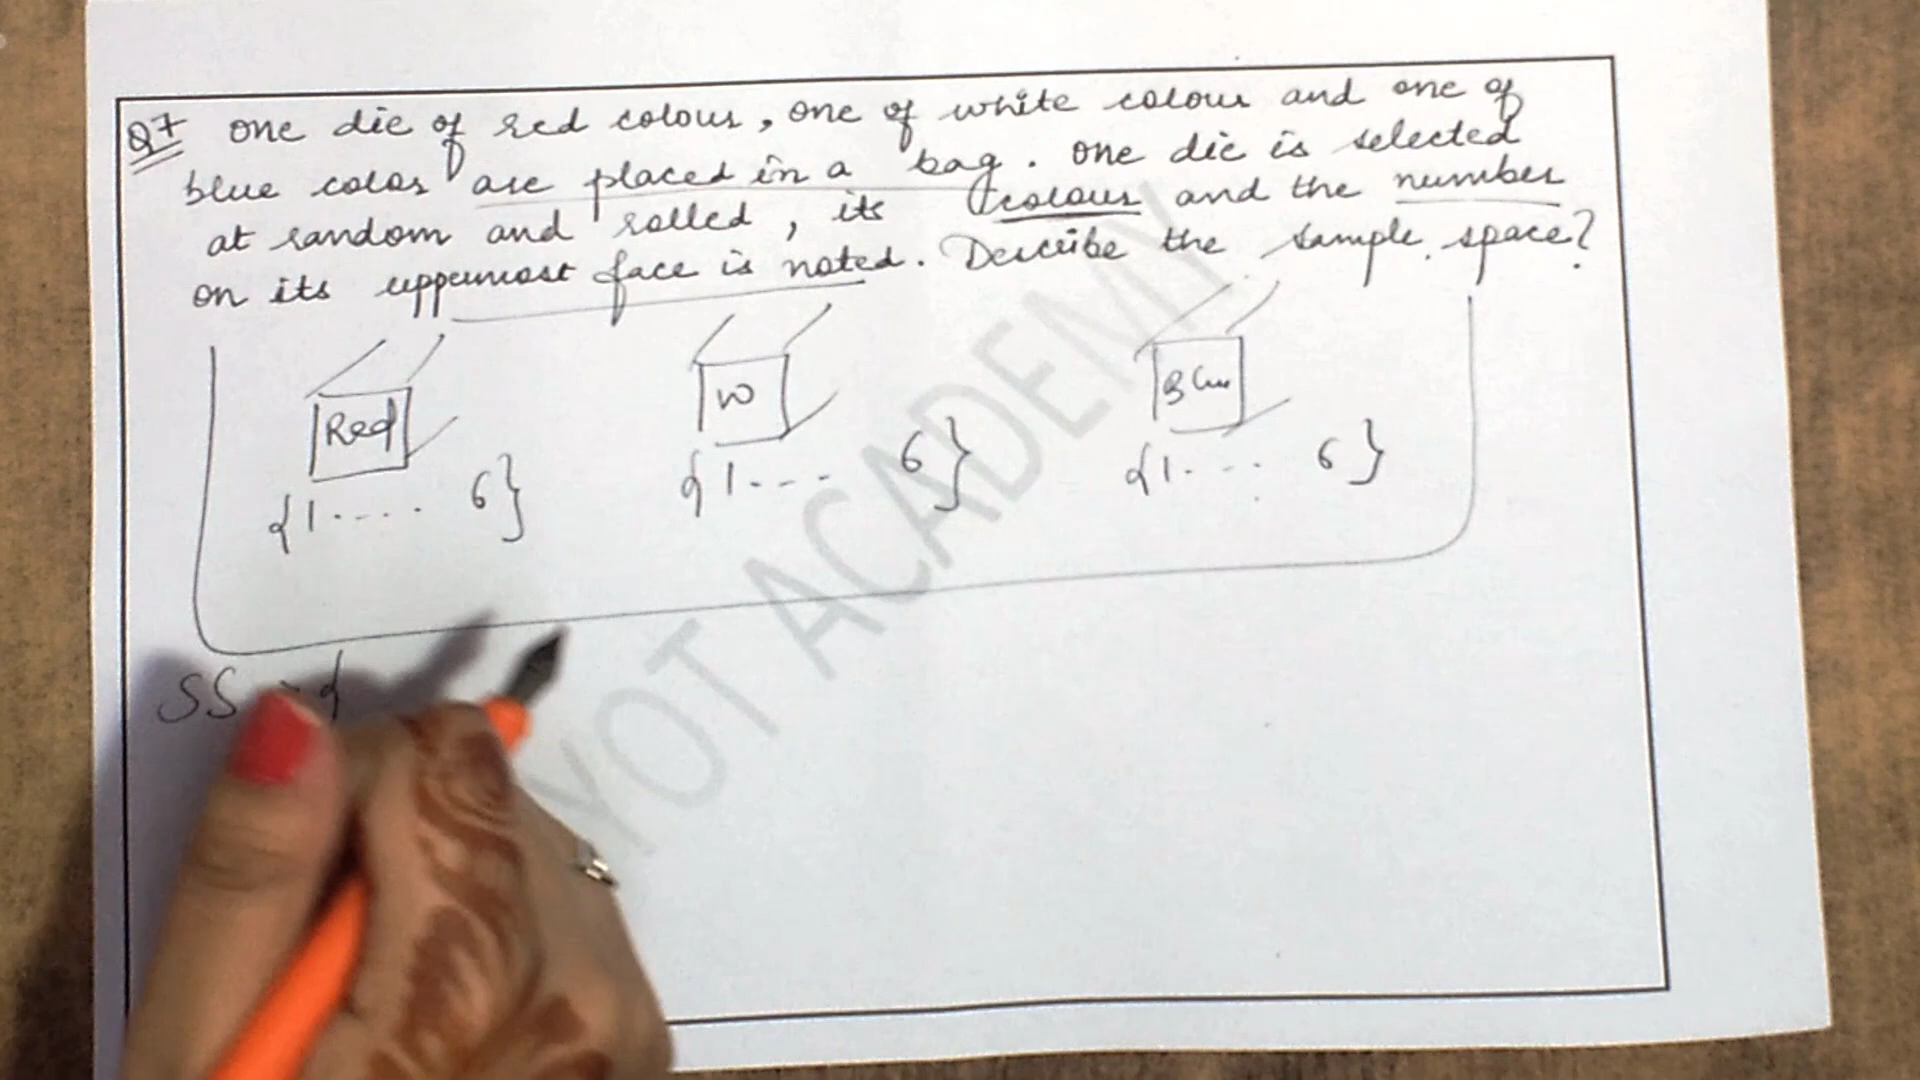 Q7 One die of red colour, one of white colour and one of
blue color are placed in a bag. One die is selected
at random and rolled, its colour and the number
on its uppermost face is noted. Describe the sample space?
Red W Blue
{1.... 6} {1... 6} {1.... 6}
SS = {
YOT ACADEMY